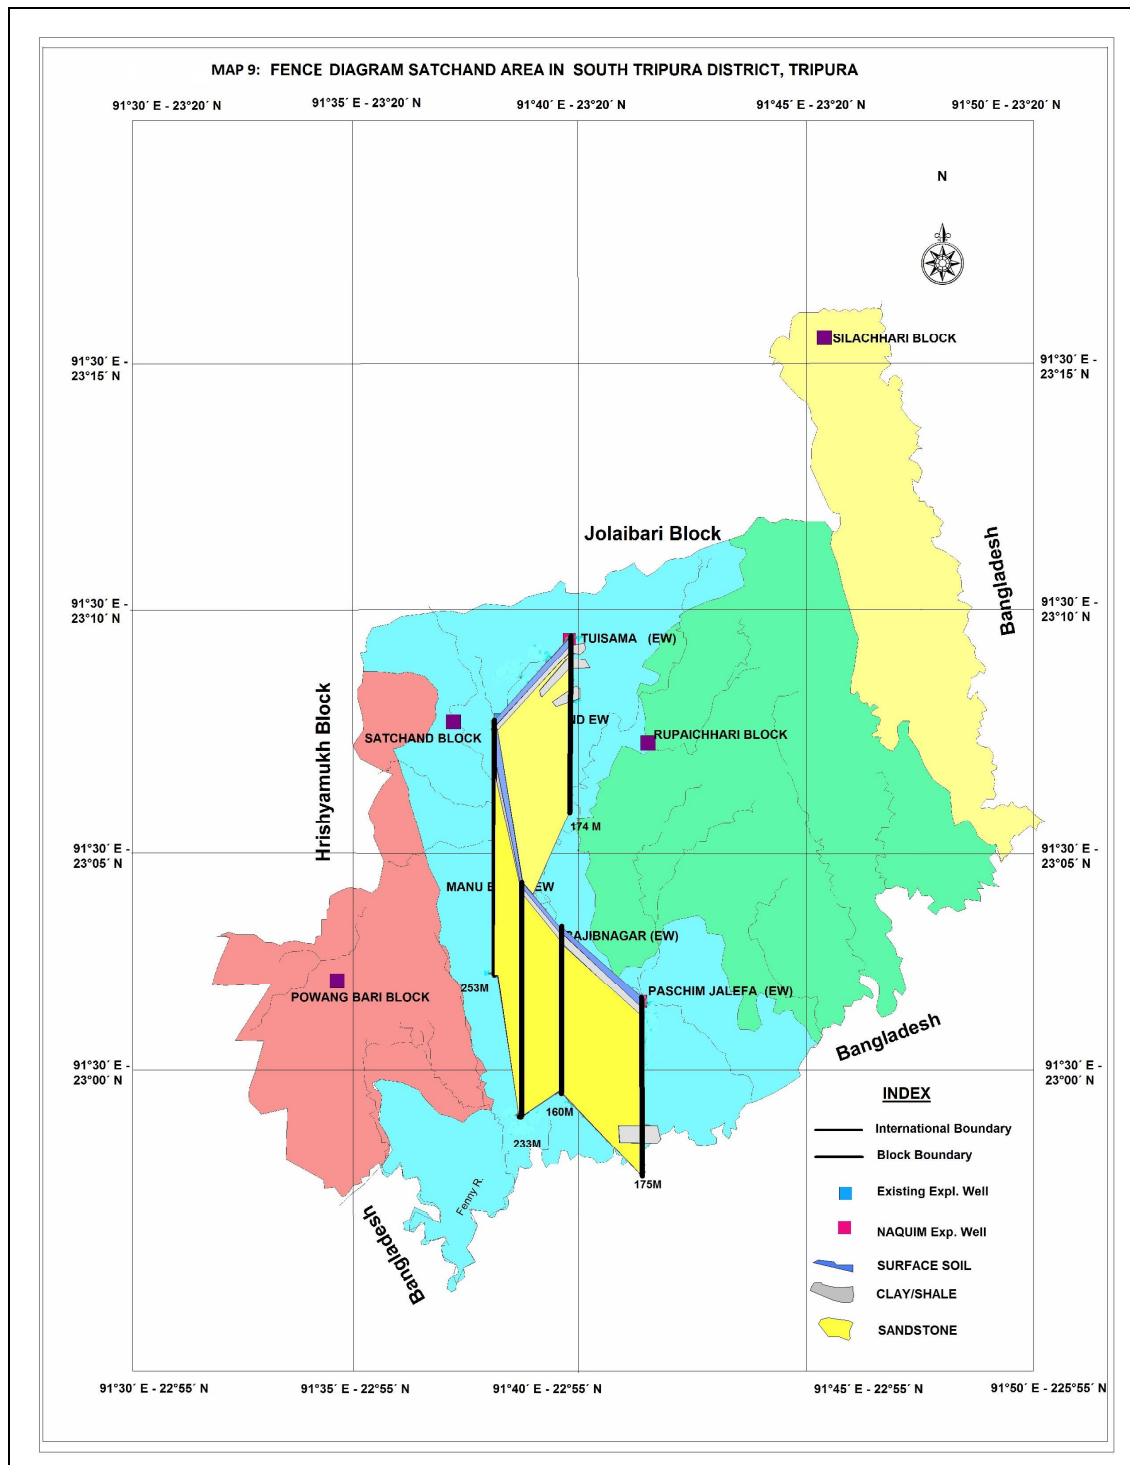 MAP 9: FENCE DIAGRAM SATCHAND AREA IN SOUTH TRIPURA DISTRICT, TRIPURA
91°30´ E - 23°20´ N
91°35´ E - 23°20´ N
91°40´ E - 23°20´ N
91°45´ E - 23°20´ N
91°50´ E - 23°20´ N
N
SILACHHARI BLOCK
91°30´ E -
23°15´ N
91°30´ E -
23°15´ N
Jolaibari Block
Bangladesh
91°30´ E -
23°10´ N
91°30´ E -
23°10´ N
TUISAMA (EW)
Hrishyamukh Block
ND EW
SATCHAND BLOCK
RUPAICHHARI BLOCK
174 M
91°30´ E -
23°05´ N
91°30´ E -
23°05´ N
MANU B EW
RAJIBNAGAR (EW)
253M
POWANG BARI BLOCK
PASCHIM JALEFA (EW)
Bangladesh
91°30´ E -
23°00´ N
91°30´ E -
23°00´ N
160M
233M
175M
Fenny R.
Bangladesh
INDEX
International Boundary
Block Boundary
Existing Expl. Well
NAQUIM Exp. Well
SURFACE SOIL
CLAY/SHALE
SANDSTONE
91°30´ E - 22°55´ N
91°35´ E - 22°55´ N
91°40´ E - 22°55´ N
91°45´ E - 22°55´ N
91°50´ E - 225°55´ N